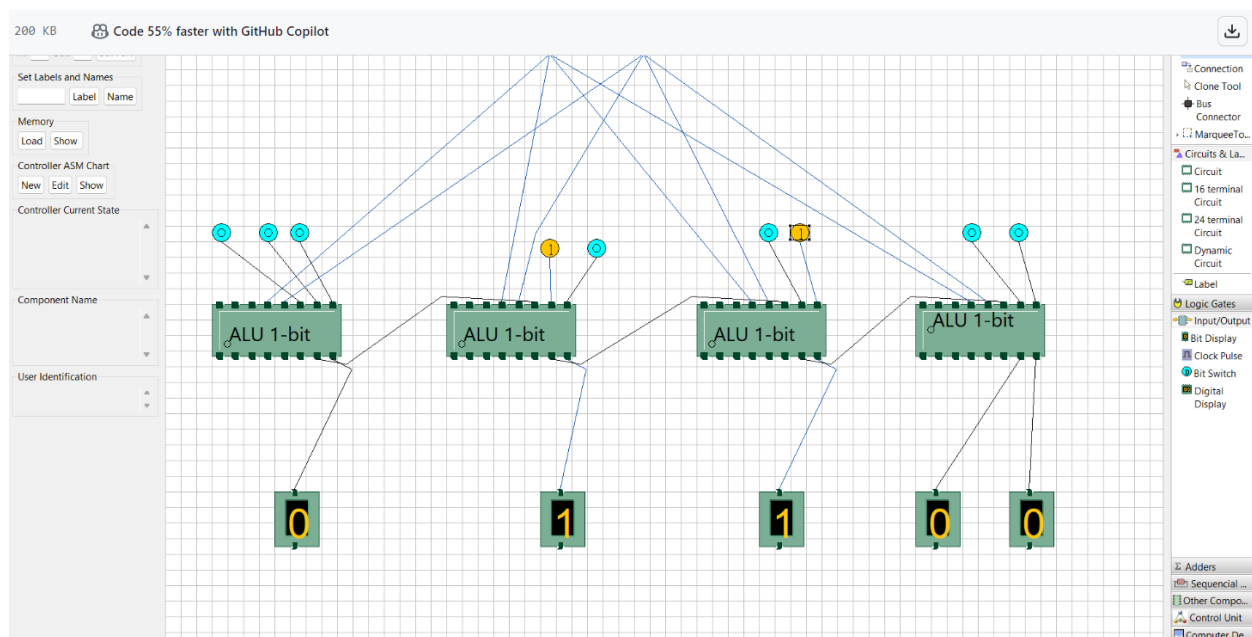 200 KB
Code 55% faster with GitHub Copilot
Set Labels and Names
Label Name
Memory
Load Show
Controller ASM Chart
New Edit Show
Controller Current State
Component Name
User Identification
1
1
ALU 1-bit
ALU 1-bit
ALU 1-bit
ALU 1-bit
0
1
1
0
0
Connection
Clone Tool
Bus
Connector
MarqueeTo...
Circuits & La...
Circuit
16 terminal
Circuit
24 terminal
Circuit
Dynamic
Circuit
Label
Logic Gates
Input/Output
Bit Display
Clock Pulse
Bit Switch
Digital
Display
Σ Adders
Sequential ...
Other Compo...
Control Unit
Computer De...